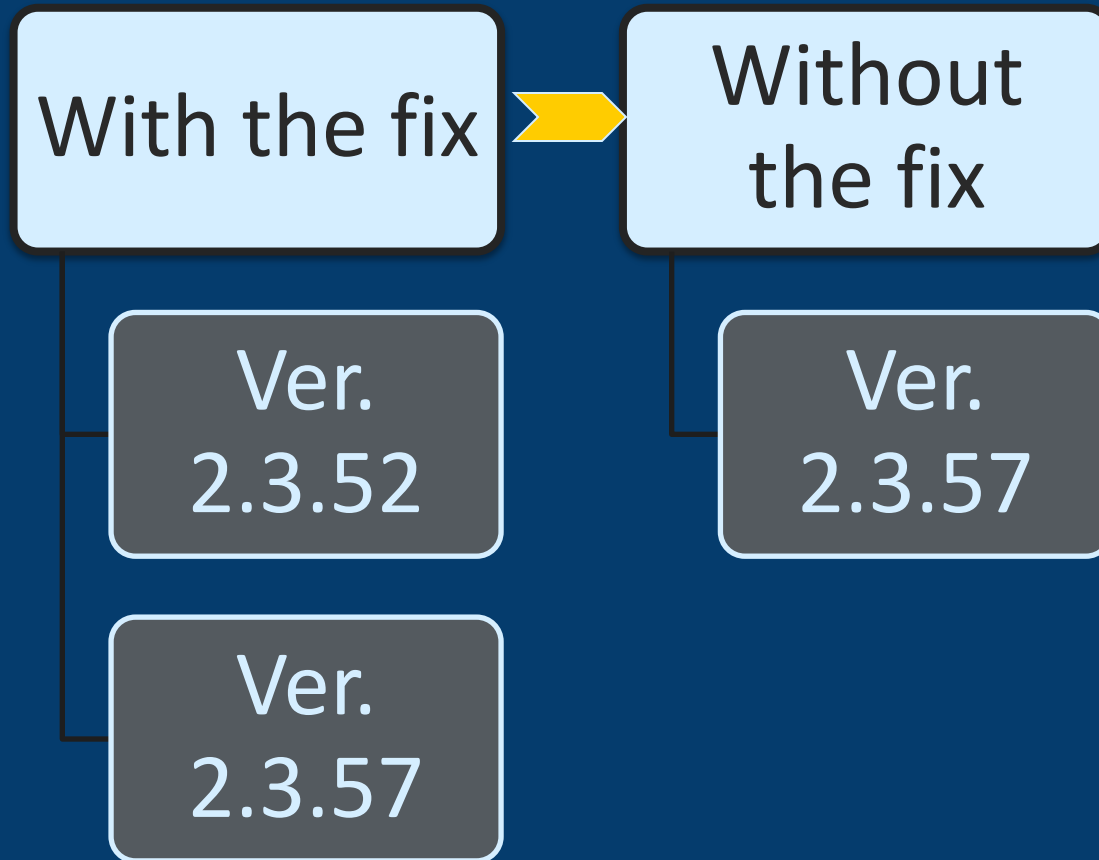 With the fix
Without
the fix
Ver.
2.3.52
Ver.
2.3.57
Ver.
2.3.57